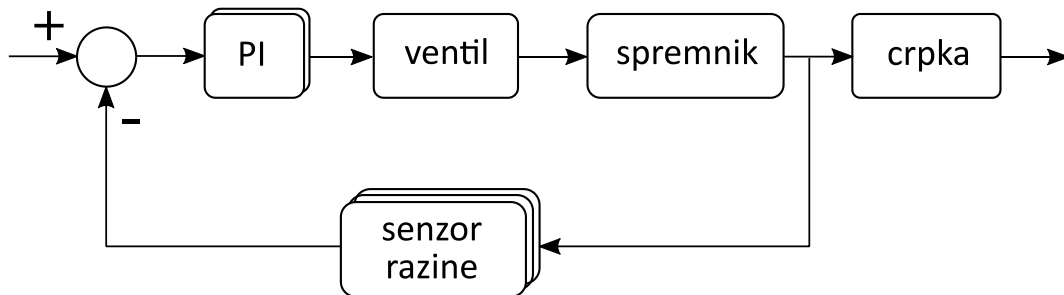 +
PI
ventil
spremnik
crpka
-
senzor
razine